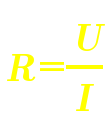 R = U / I